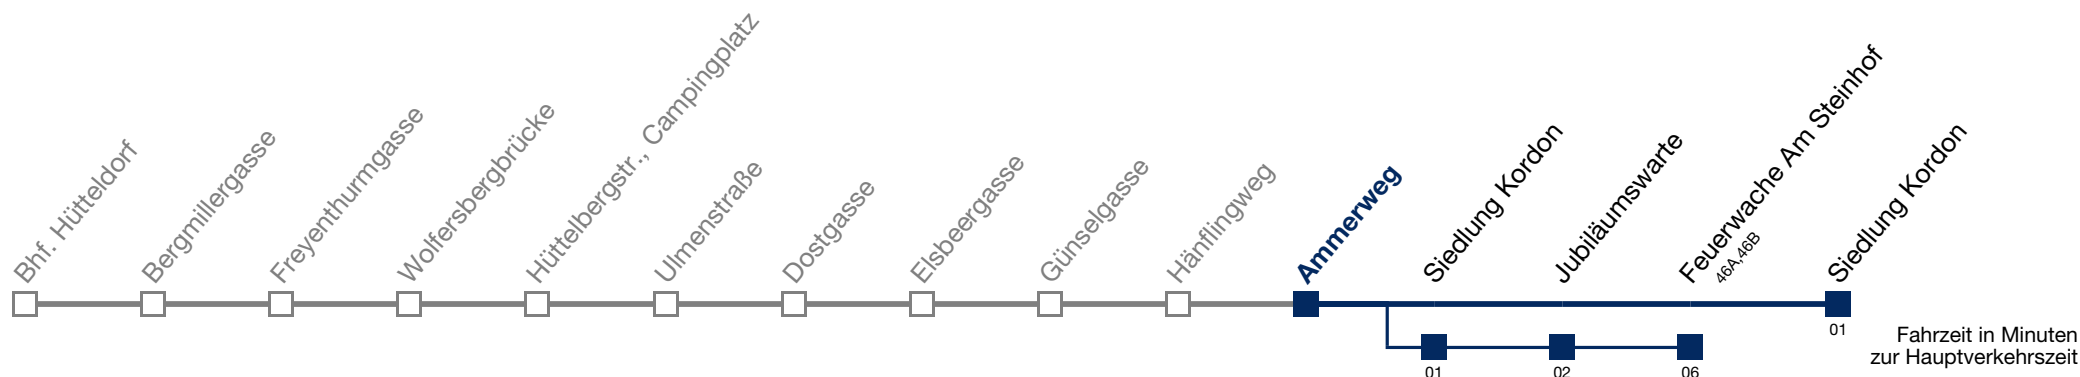 Bhf. Hütteldorf
Bergmillergasse
Freyenthurmgasse
Wolfersbergbrücke
Hüttelbergstr., Campingplatz
Ulmenstraße
Dostgasse
Elsbeergasse
Günselgasse
Hänflingweg
Ammerweg
Siedlung Kordon
Jubiläumswarte
Feuerwache Am Steinhof
46A,46B
Siedlung Kordon
01
Fahrzeit in Minuten
zur Hauptverkehrszeit
01
02
06